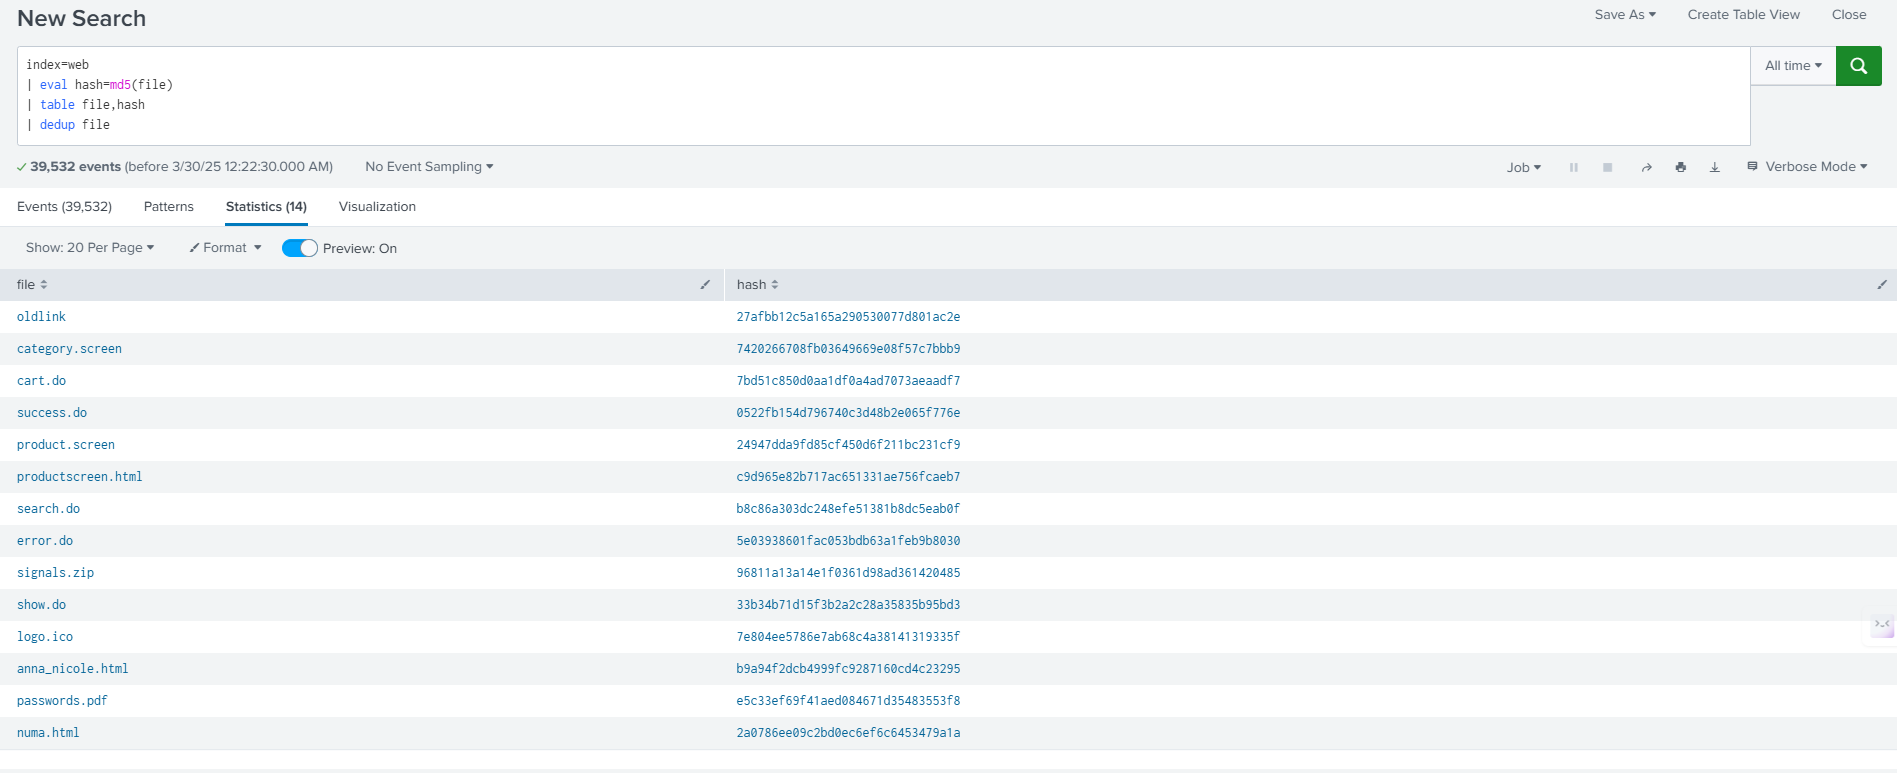 New Search
Save As Create Table View Close
index=web
| eval hash=md5(file)
| table file,hash
| dedup file
All time
39,532 events (before 3/30/25 12:22:30.000 AM) No Event Sampling
Job Verbose Mode
Events (39,532) Patterns Statistics (14) Visualization
Show: 20 Per Page Format Preview: On
file hash
oldlink 27afbb12c5a165a290530077d801ac2e
category.screen 7420266708fb03649669e08f57c7bbb9
cart.do 7bd51c850d0aa1df0a4ad7073aeaadf7
success.do 0522fb154d796740c3d48b2e065f776e
product.screen 24947dda9fd85cf450d6f211bc231cf9
productscreen.html c9d965e82b717ac651331ae756fcaeb7
search.do b8c86a303dc248efe51381b8dc5eab0f
error.do 5e03938601fac053bdb63a1feb9b8030
signals.zip 96811a13a14e1f0361d98ad361420485
show.do 33b34b71d15f3b2a2c28a35835b95bd3
logo.ico 7e804ee5786e7ab68c4a38141319335f
anna_nicole.html b9a94f2dcb4999fc9287160cd4c23295
passwords.pdf e5c33ef69f41aed084671d35483553f8
numa.html 2a0786ee09c2bd0ec6ef6c6453479a1a